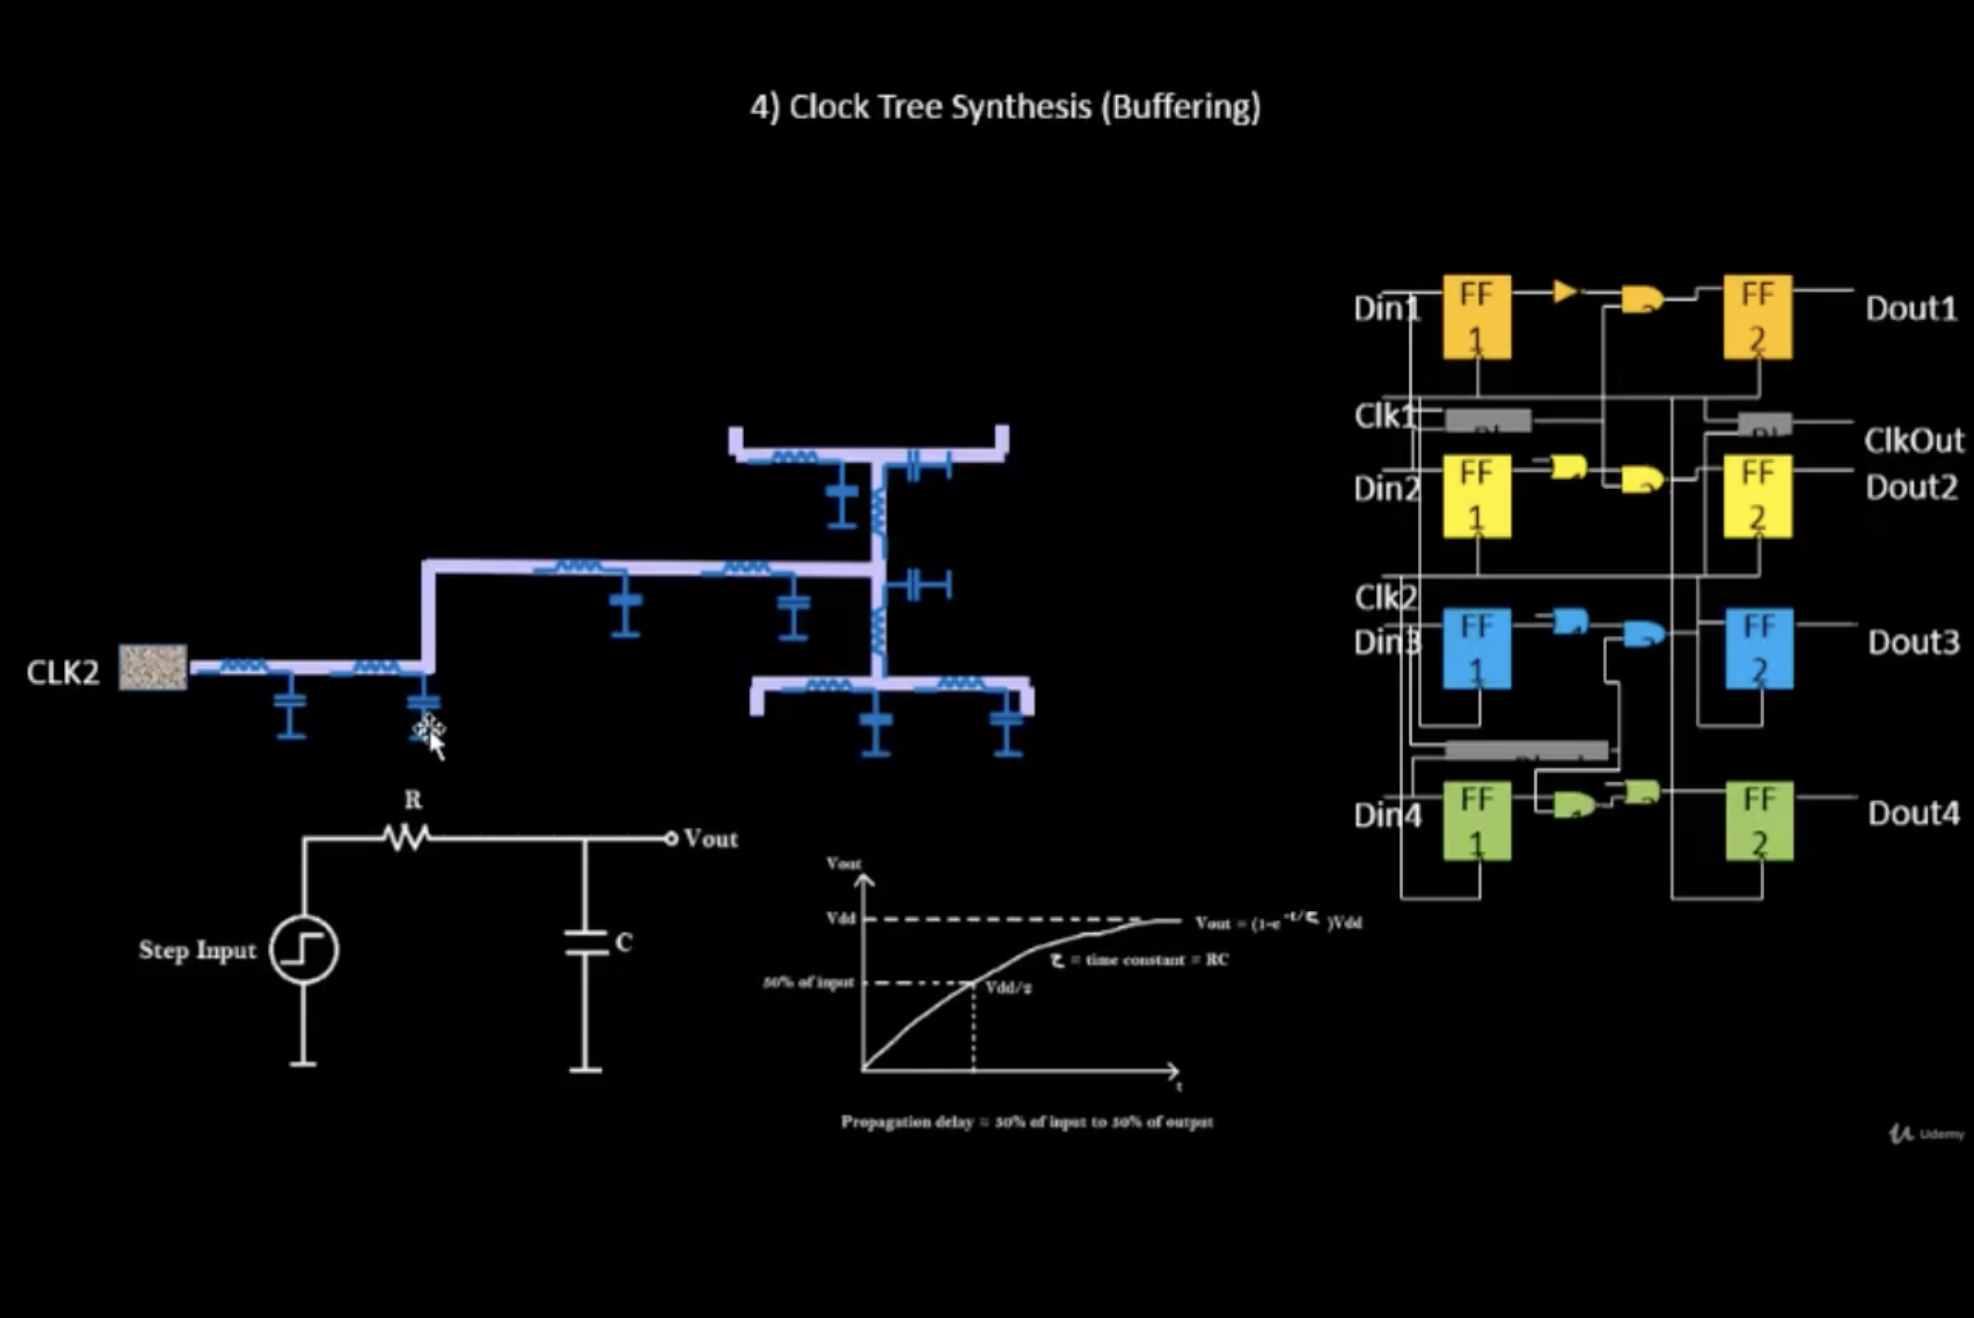 4) Clock Tree Synthesis (Buffering)
Din1
FF
1
FF
2
Dout1
Clk1
ClkOut
Din2
FF
1
FF
2
Dout2
Clk2
Din3
FF
1
FF
2
Dout3
Din4
FF
1
FF
2
Dout4
CLK2
R
Vout
Step Input
C
Vout
Vdd
Vout = (1-e^-t/τ )Vdd
τ = time constant = RC
50% of input
Vdd/2
t
Propagation delay = 50% of input to 50% of output
Udemy